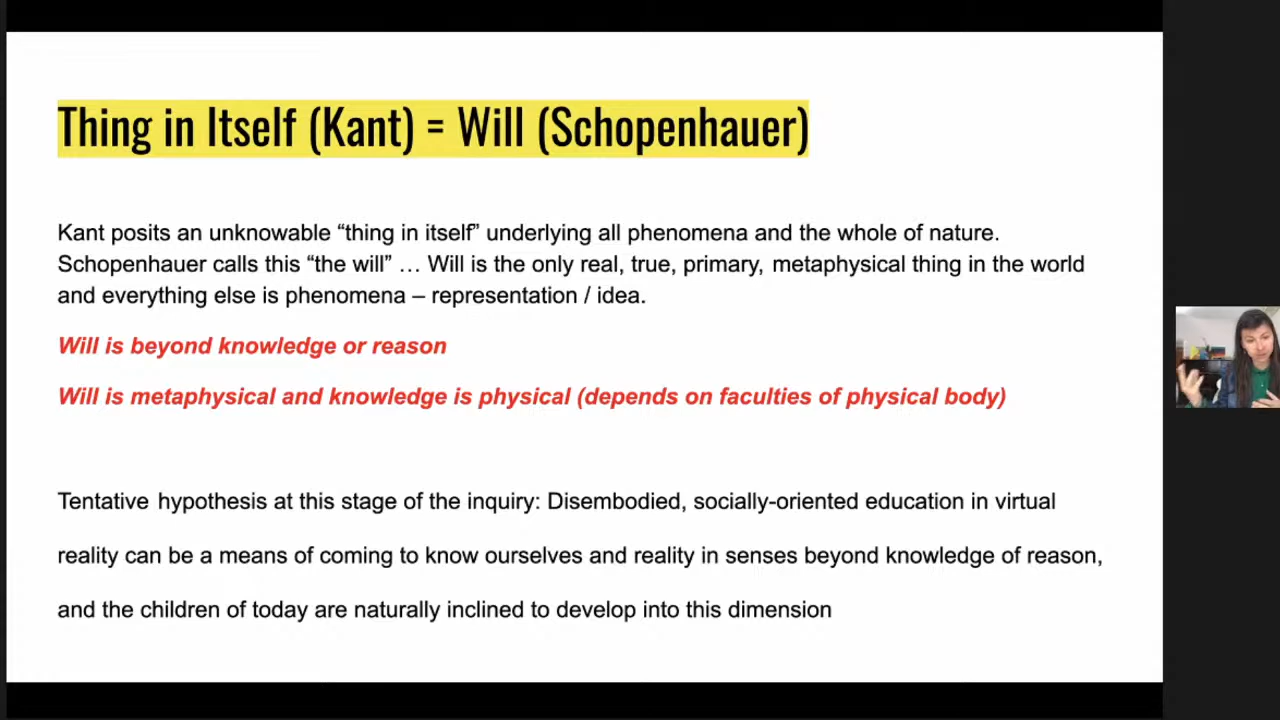 Thing in Itself (Kant) = Will (Schopenhauer)
Kant posits an unknowable “thing in itself” underlying all phenomena and the whole of nature.
Schopenhauer calls this “the will” … Will is the only real, true, primary, metaphysical thing in the world
and everything else is phenomena – representation / idea.
Will is beyond knowledge or reason
Will is metaphysical and knowledge is physical (depends on faculties of physical body)
Tentative hypothesis at this stage of the inquiry: Disembodied, socially-oriented education in virtual
reality can be a means of coming to know ourselves and reality in senses beyond knowledge of reason,
and the children of today are naturally inclined to develop into this dimension